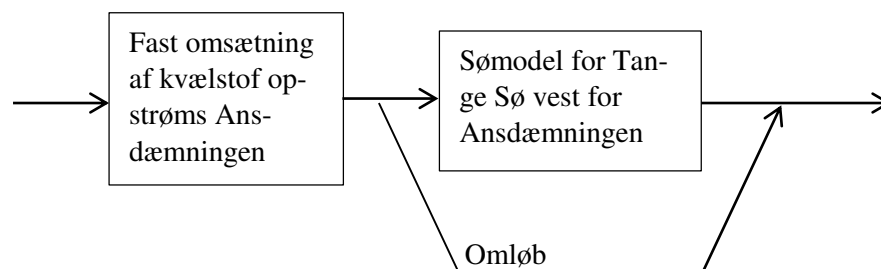 Fast omsætning
af kvælstof op-
strøms Ans-
dæmningen
Sømodel for Tan-
ge Sø vest for
Ansdæmningen
Omløb